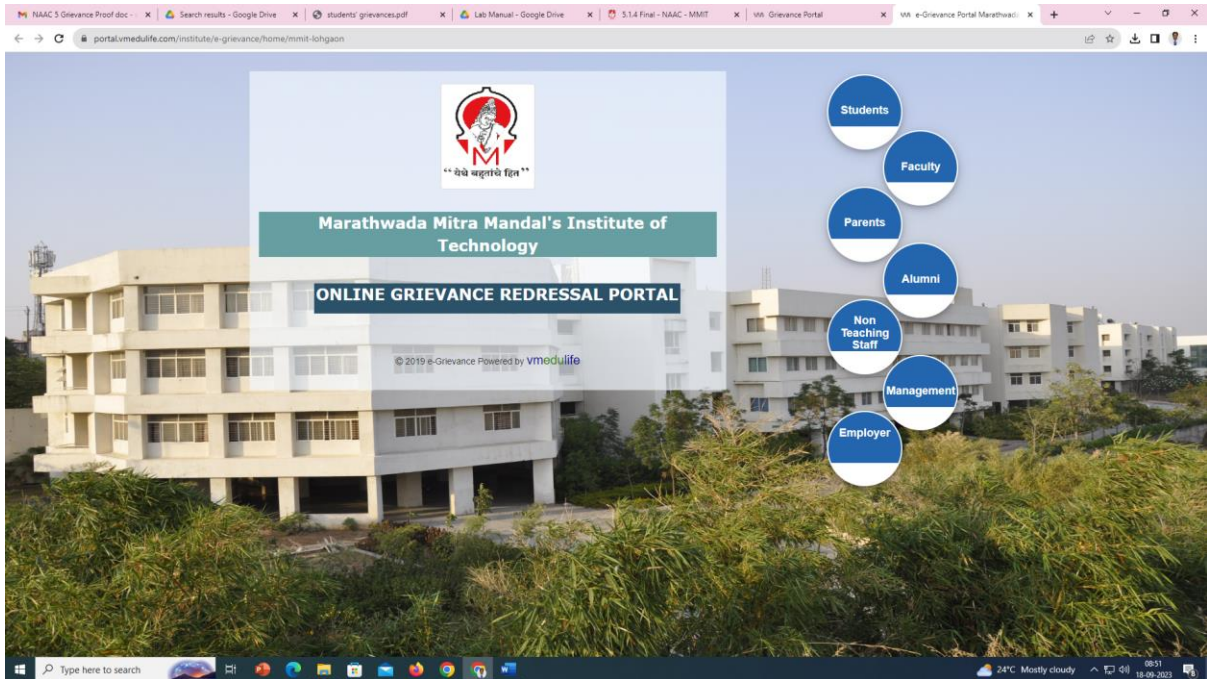 NAAC 5 Grievance Proof doc -
Search results - Google Drive
students' grievances.pdf
Lab Manual - Google Drive
5.1.4 Final - NAAC - MMIT
Grievance Portal
e-Grievance Portal Marathwad
portal.vmedulife.com/institute/e-grievance/home/mmit-lohgaon
M
“ येथे बहुतांचे हित ”
Marathwada Mitra Mandal's Institute of
Technology
ONLINE GRIEVANCE REDRESSAL PORTAL
© 2019 e-Grievance Powered by vmedulife
Students
Faculty
Parents
Alumni
Non
Teaching
Staff
Management
Employer
Type here to search
24°C Mostly cloudy
08:51
18-09-2023